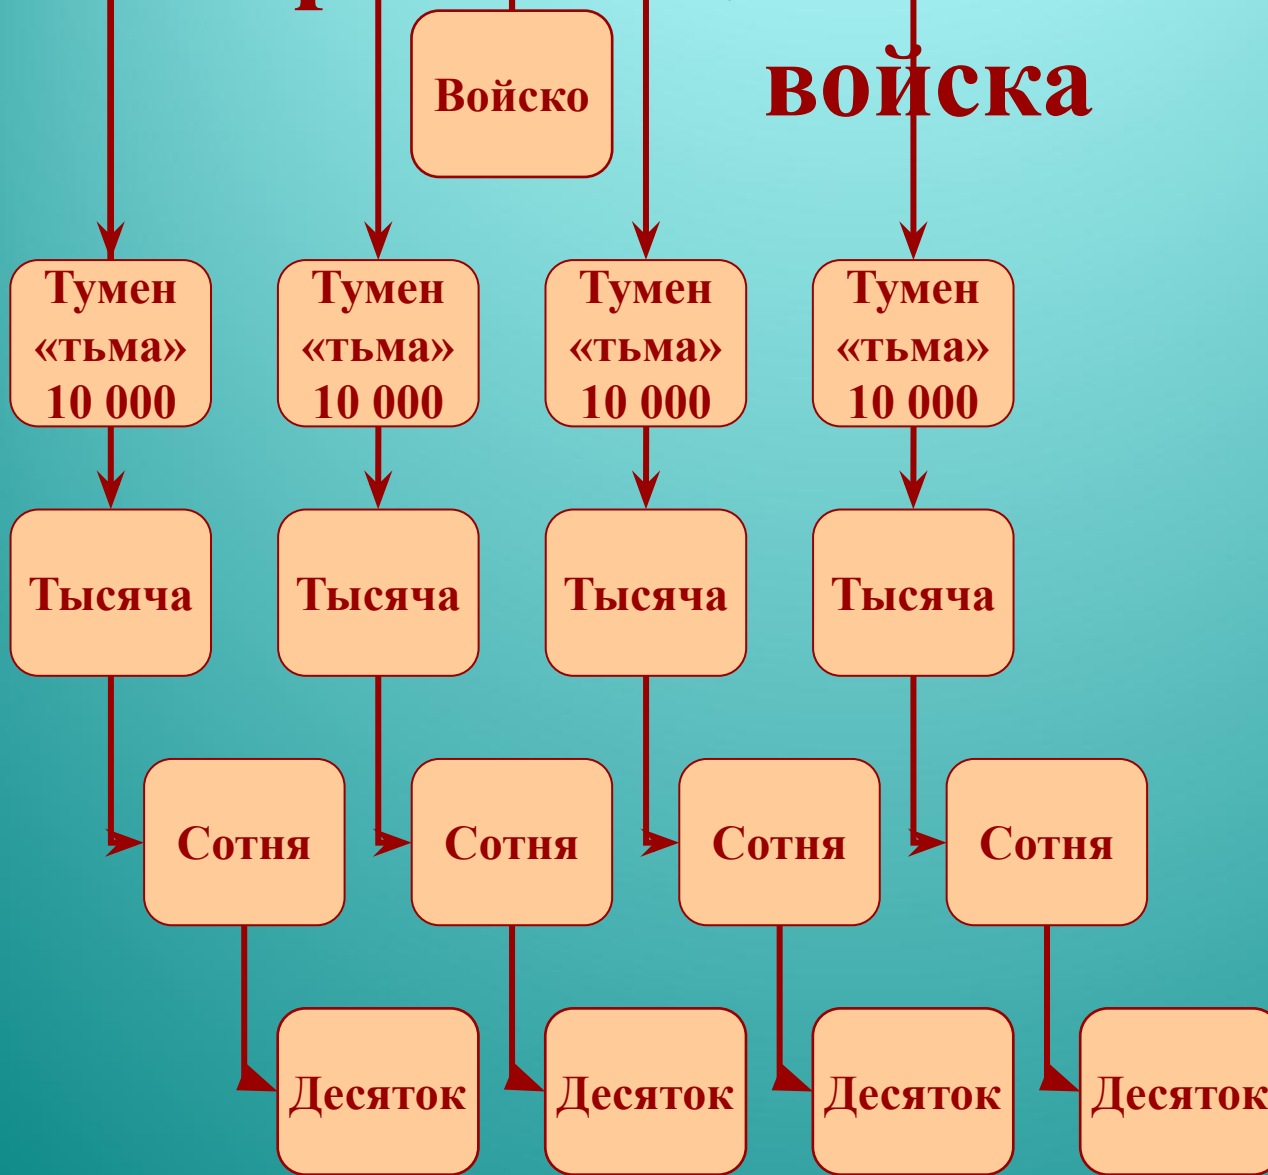 войска
Войско
Тумен
«тьма»
10 000
Тумен
«тьма»
10 000
Тумен
«тьма»
10 000
Тумен
«тьма»
10 000
Тысяча
Тысяча
Тысяча
Тысяча
Сотня
Сотня
Сотня
Сотня
Десяток
Десяток
Десяток
Десяток